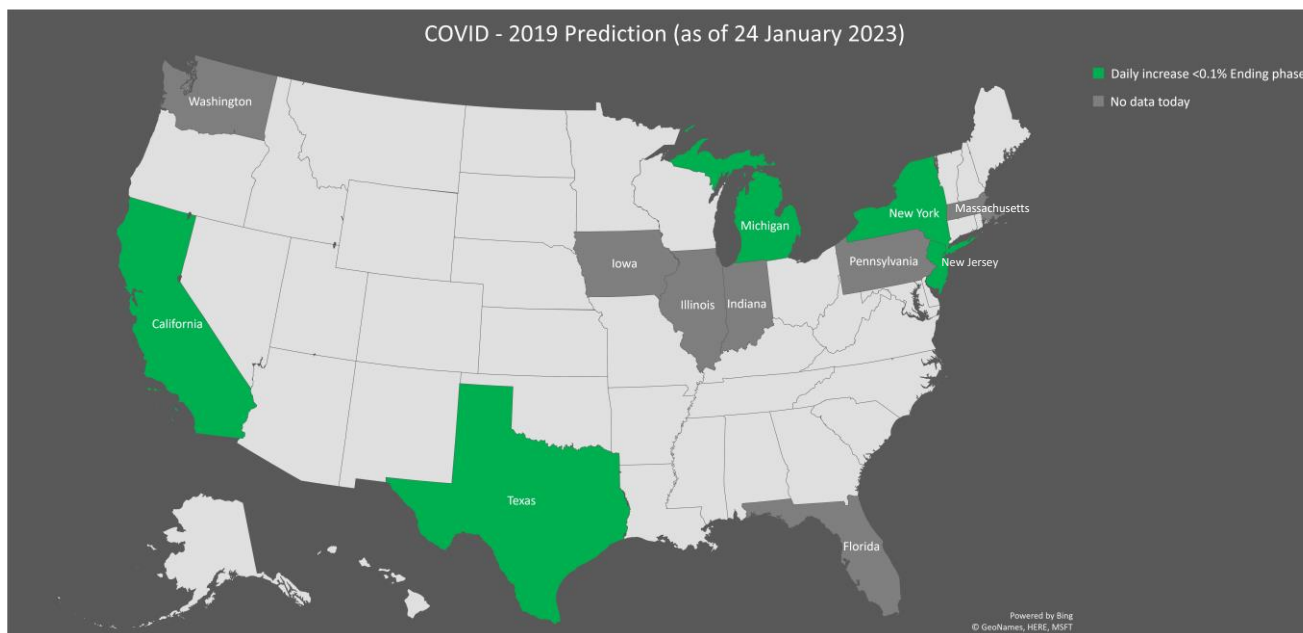 COVID - 2019 Prediction (as of 24 January 2023)
Daily increase <0.1% Ending phase
No data today
Washington
Massachusetts
New York
Michigan
Pennsylvania
New Jersey
Iowa
Illinois
Indiana
California
Texas
Florida
Powered by Bing
© GeoNames, HERE, MSFT